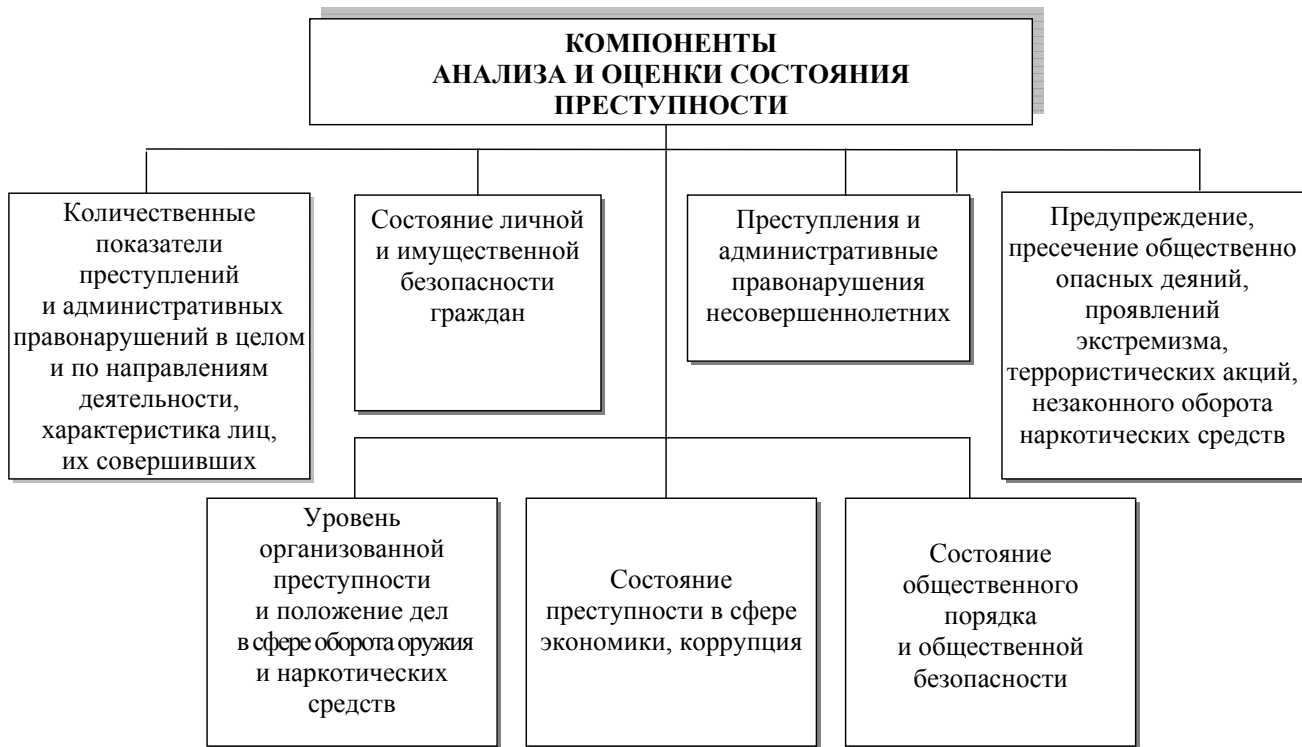 КОМПОНЕНТЫ
АНАЛИЗА И ОЦЕНКИ СОСТОЯНИЯ
ПРЕСТУПНОСТИ
Количественные
показатели
преступлений
и административных
правонарушений в целом
и по направлениям
деятельности,
характеристика лиц,
их совершивших
Состояние личной
и имущественной
безопасности
граждан
Преступления и
административные
правонарушения
несовершеннолетних
Предупреждение,
пресечение общественно
опасных деяний,
проявлений
экстремизма,
террористических акций,
незаконного оборота
наркотических средств
Уровень
организованной
преступности
и положение дел
в сфере оборота оружия
и наркотических
средств
Состояние
преступности в сфере
экономики, коррупция
Состояние
общественного
порядка
и общественной
безопасности